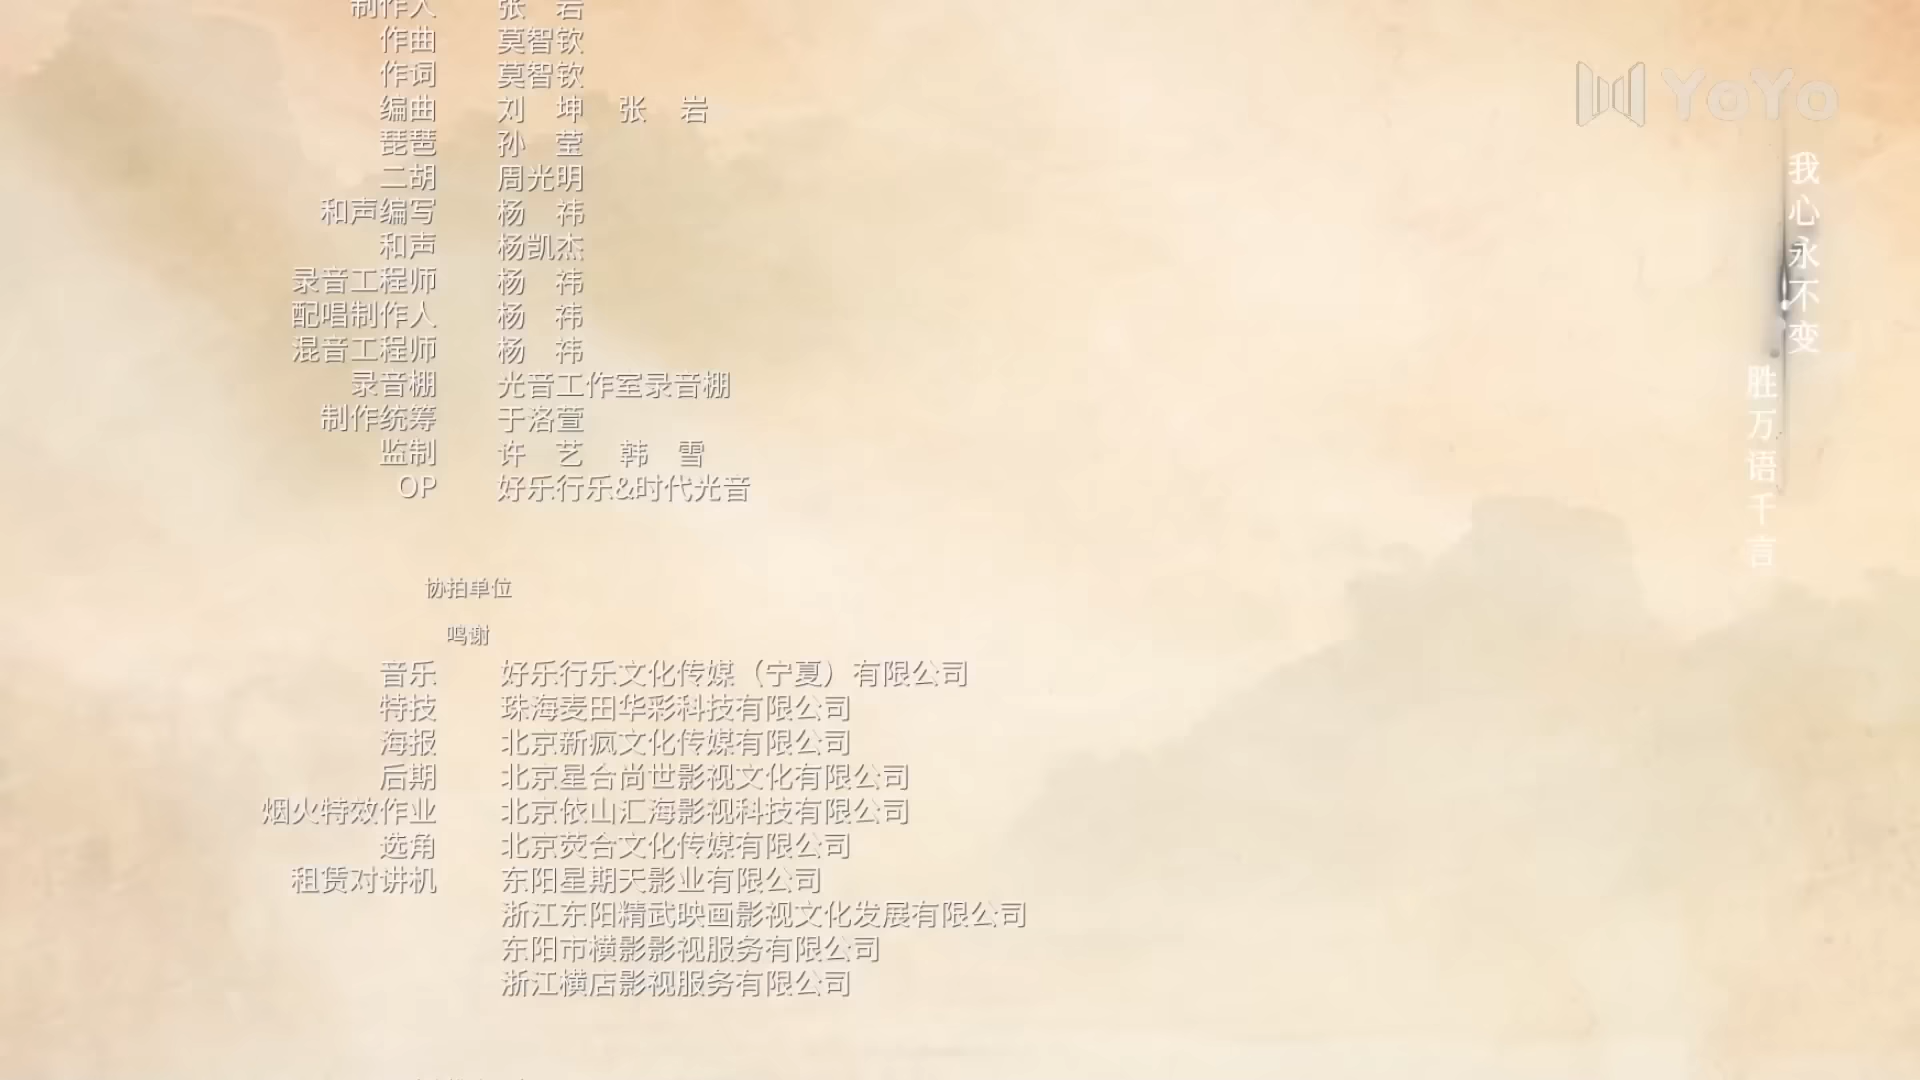 制作人 张 岩
作曲 莫智钦
作词 莫智钦
编曲 刘 坤 张 岩
琵琶 孙 莹
二胡 周光明
和声编写 杨 祎
和声 杨凯杰
录音工程师 杨 祎
配唱制作人 杨 祎
混音工程师 杨 祎
录音棚 光音工作室录音棚
制作统筹 于洛萱
监制 许 艺 韩 雪
OP 好乐行乐&时代光音
协拍单位
鸣谢
音乐 好乐行乐文化传媒（宁夏）有限公司
特技 珠海麦田华彩科技有限公司
海报 北京新疯文化传媒有限公司
后期 北京星合尚世影视文化有限公司
烟火特效作业 北京依山汇海影视科技有限公司
选角 北京荧合文化传媒有限公司
租赁对讲机 东阳星期天影业有限公司
浙江东阳精武映画影视文化发展有限公司
东阳市横影影视服务有限公司
浙江横店影视服务有限公司
YoYo
我心永不变
胜万语千言